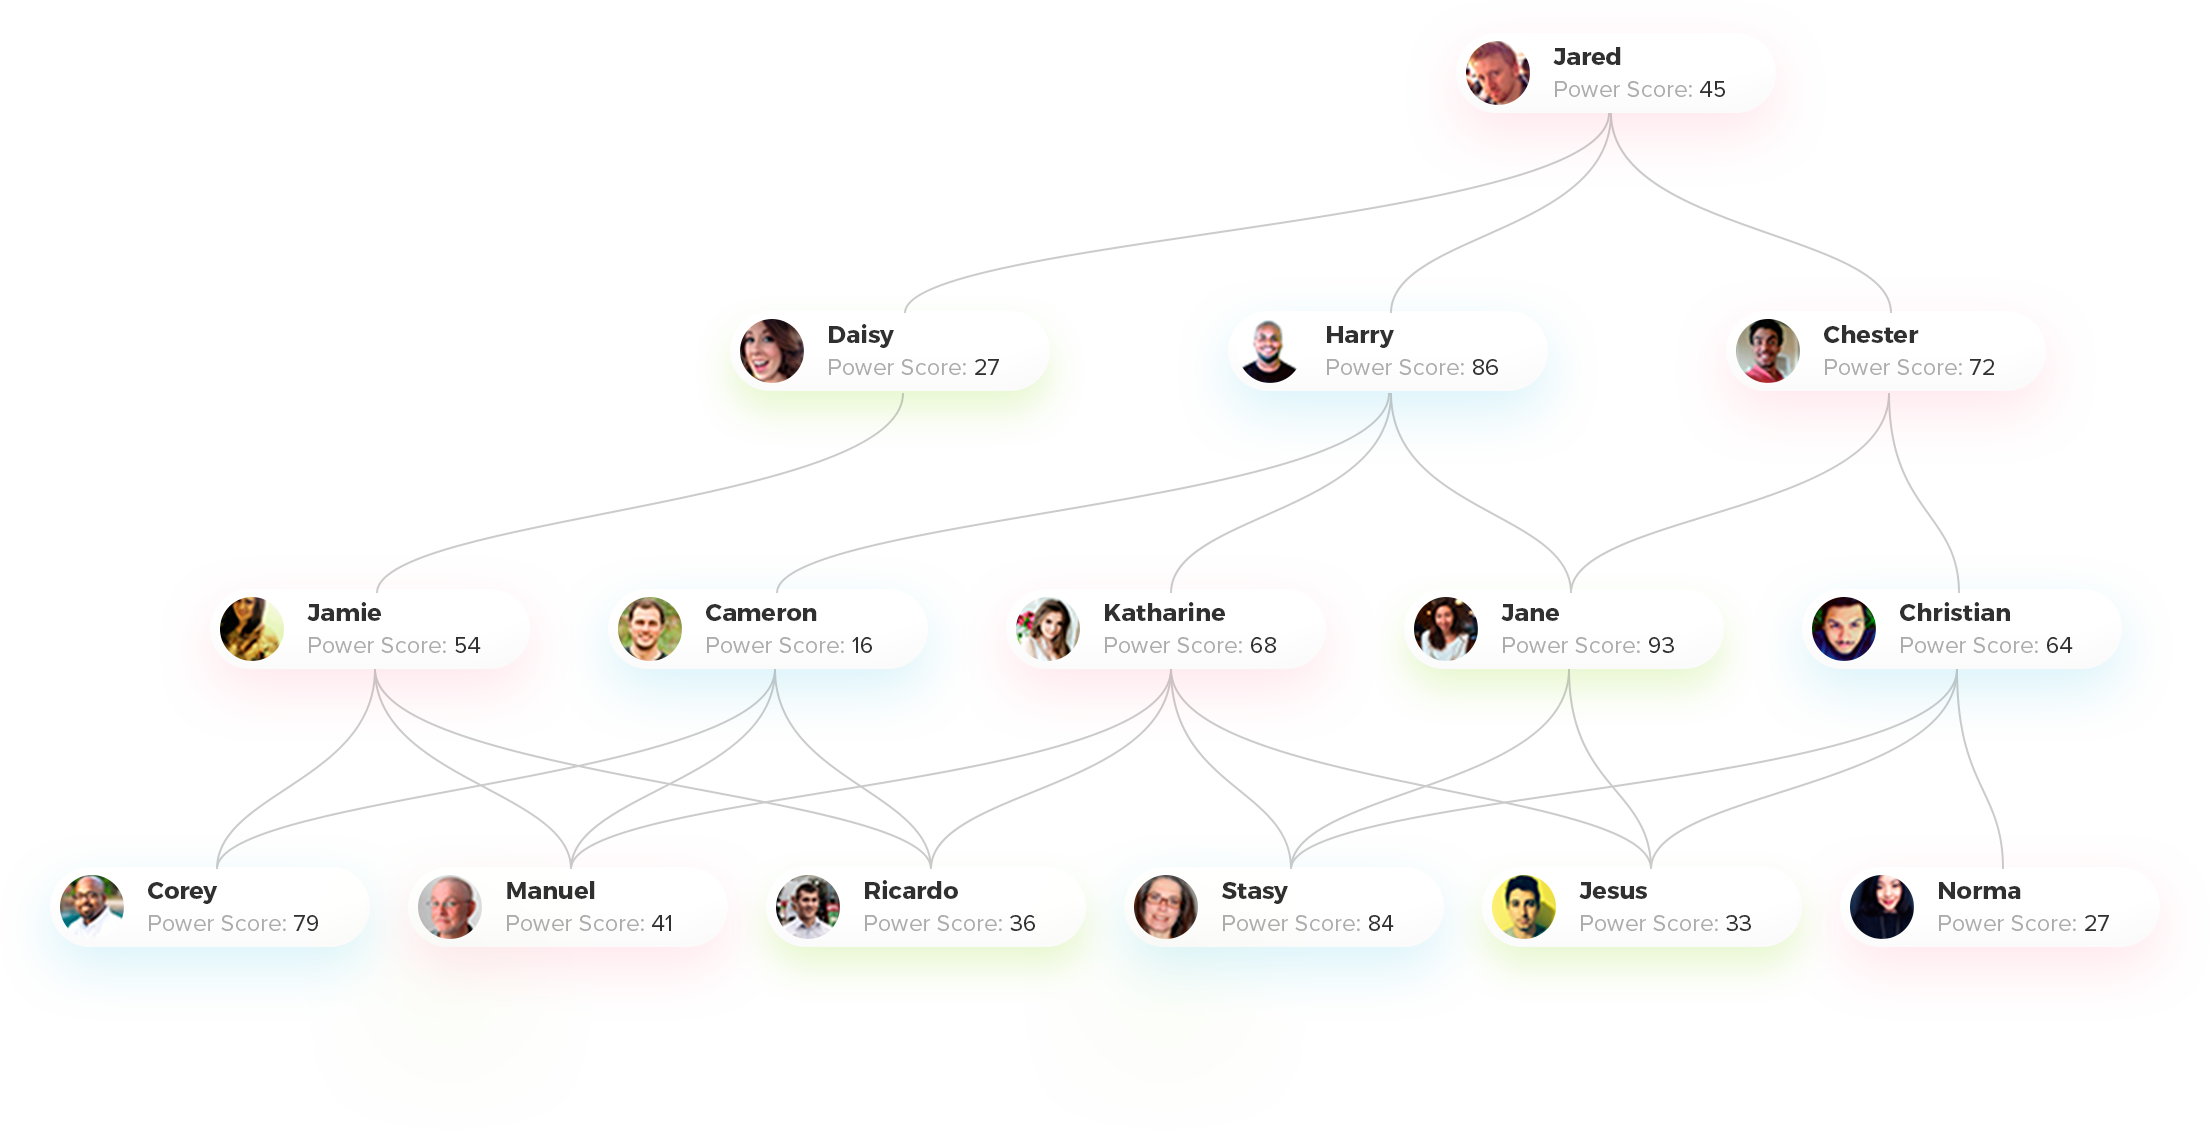 Jared
Power Score: 45
Daisy
Power Score: 27
Harry
Power Score: 86
Chester
Power Score: 72
Jamie
Power Score: 54
Cameron
Power Score: 16
Katharine
Power Score: 68
Jane
Power Score: 93
Christian
Power Score: 64
Corey
Power Score: 79
Manuel
Power Score: 41
Ricardo
Power Score: 36
Stasy
Power Score: 84
Jesus
Power Score: 33
Norma
Power Score: 27